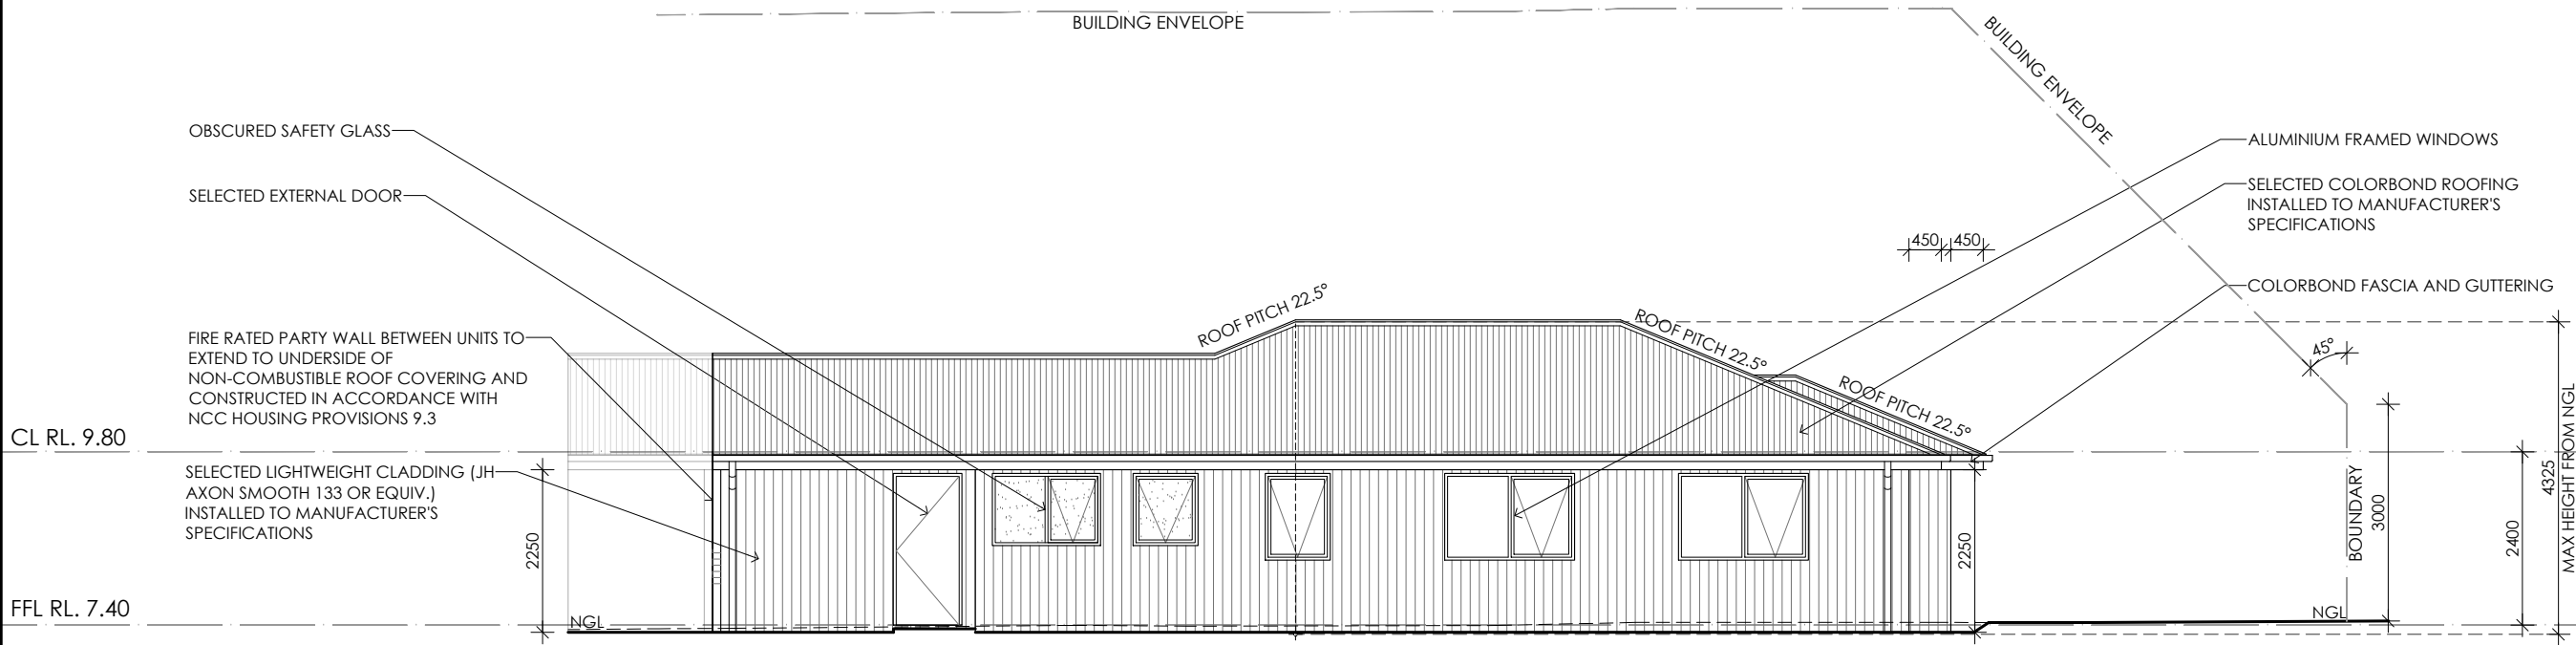 BUILDING ENVELOPE
BUILDING ENVELOPE
OBSCURED SAFETY GLASS
SELECTED EXTERNAL DOOR
FIRE RATED PARTY WALL BETWEEN UNITS TO
EXTEND TO UNDERSIDE OF
NON-COMBUSTIBLE ROOF COVERING AND
CONSTRUCTED IN ACCORDANCE WITH
NCC HOUSING PROVISIONS 9.3
CL RL. 9.80
SELECTED LIGHTWEIGHT CLADDING (JH
AXON SMOOTH 133 OR EQUIV.)
INSTALLED TO MANUFACTURER'S
SPECIFICATIONS
2250
FFL RL. 7.40
NGL
ROOF PITCH 22.5°
ROOF PITCH 22.5°
ROOF PITCH 22.5°
450
450
ALUMINIUM FRAMED WINDOWS
SELECTED COLORBOND ROOFING
INSTALLED TO MANUFACTURER'S
SPECIFICATIONS
COLORBOND FASCIA AND GUTTERING
45°
2250
BOUNDARY
3000
NGL
2400
4325
MAX HEIGHT FROM NGL